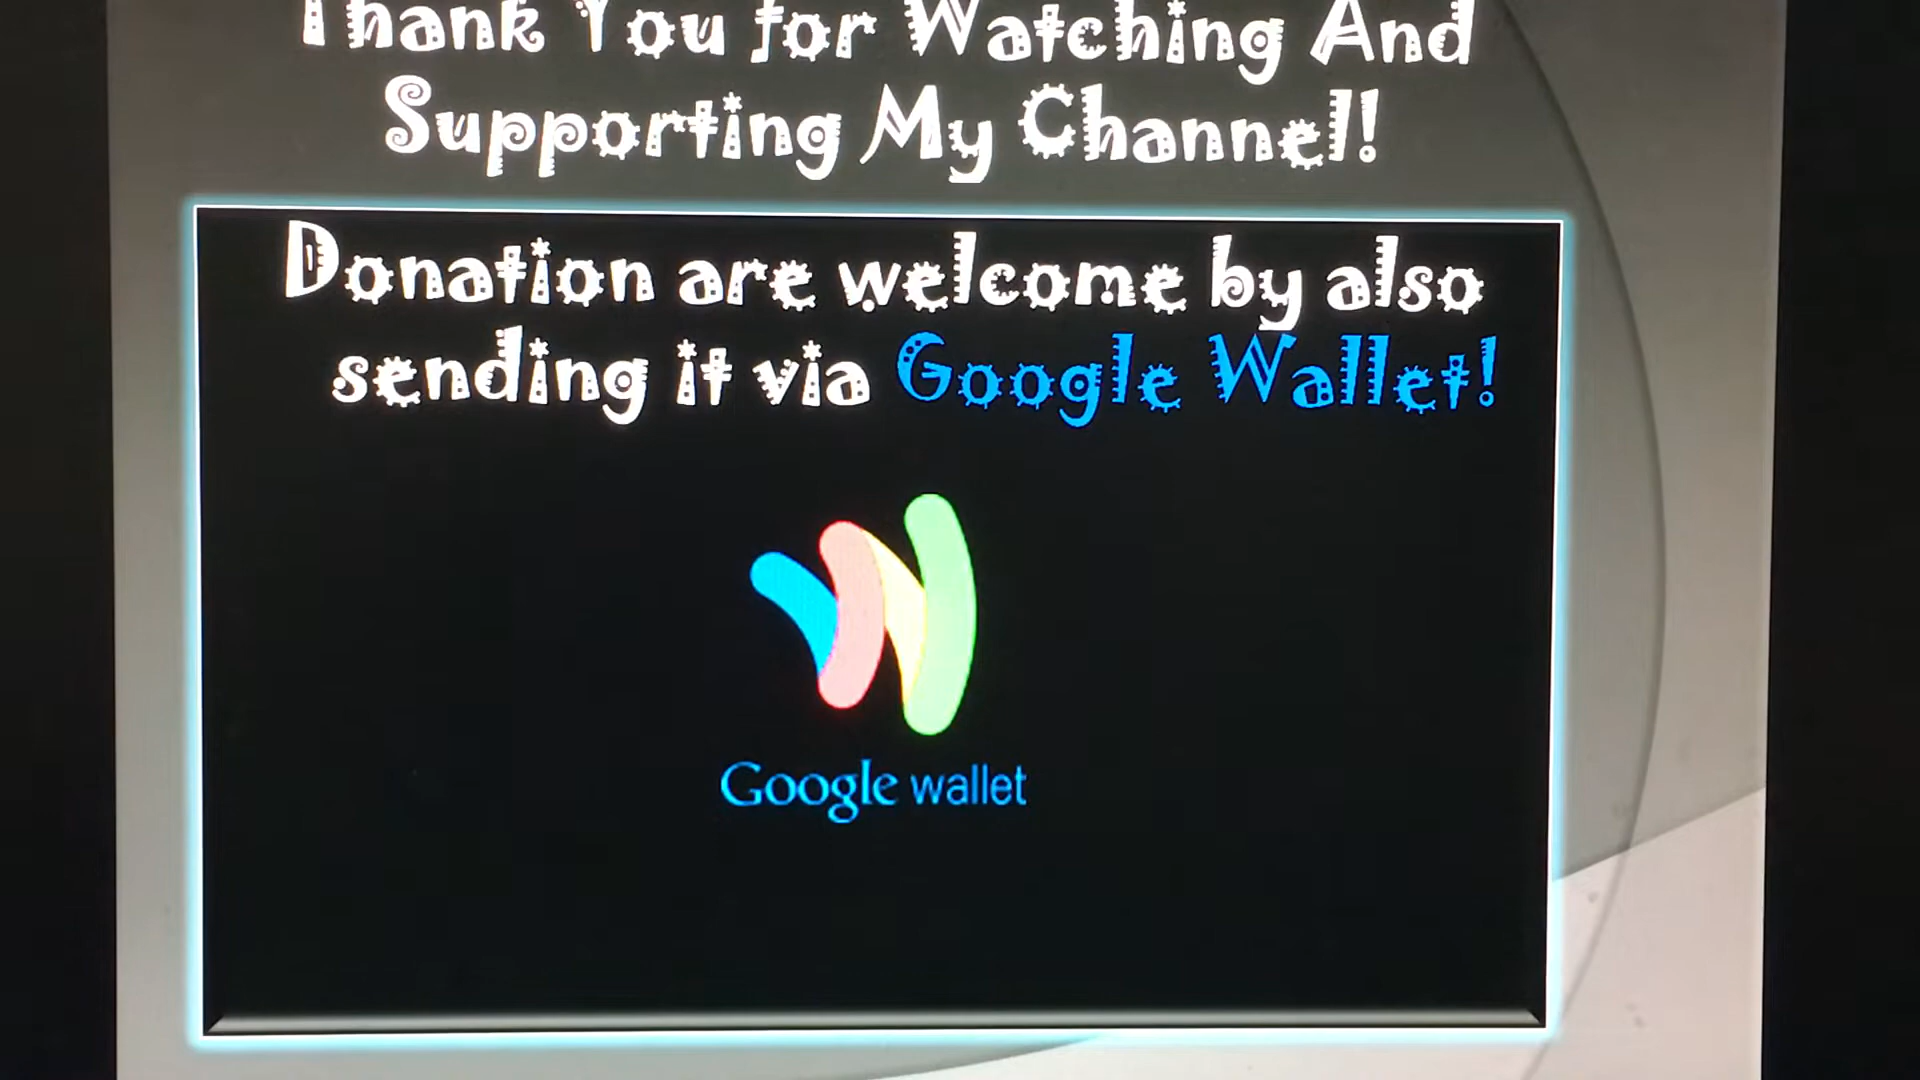 Thank You for Watching And
Supporting My Channel!
Donation are welcome by also
sending it via Google Wallet!
Google wallet